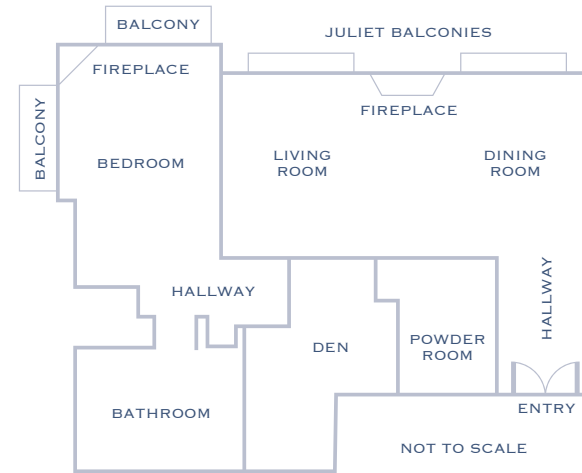 BALCONY
JULIET BALCONIES
FIREPLACE
FIREPLACE
BALCONY
BEDROOM
LIVING
ROOM
DINING
ROOM
HALLWAY
HALLWAY
DEN
POWDER
ROOM
BATHROOM
ENTRY
NOT TO SCALE